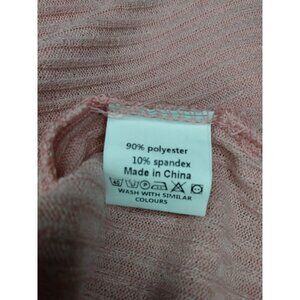 90% polyester
10% spandex
Made in China
WASH WITH SIMILAR
COLOURS